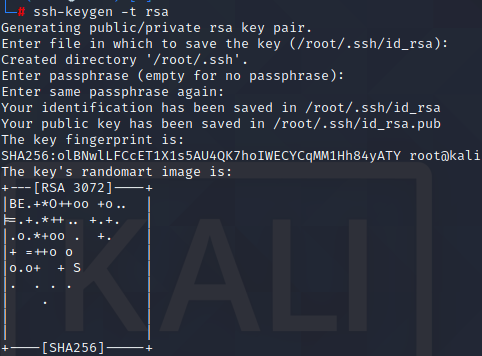 └─# ssh-keygen -t rsa
Generating public/private rsa key pair.
Enter file in which to save the key (/root/.ssh/id_rsa):
Created directory '/root/.ssh'.
Enter passphrase (empty for no passphrase):
Enter same passphrase again:
Your identification has been saved in /root/.ssh/id_rsa
Your public key has been saved in /root/.ssh/id_rsa.pub
The key fingerprint is:
SHA256:olBNwlLFCcET1X1s5AU4QK7hoIWECYCqMM1Hh84yATY root@kali
The key's randomart image is:
+---[RSA 3072]----+
|BE.+*O++oo +o..  |
|=.+.*++.. +.+.   |
|.o.*+oo .  +.    |
|+ =++o o         |
|o.o+  + S        |
|.  . . .         |
|    .            |
|                 |
|                 |
+----[SHA256]-----+
KALI